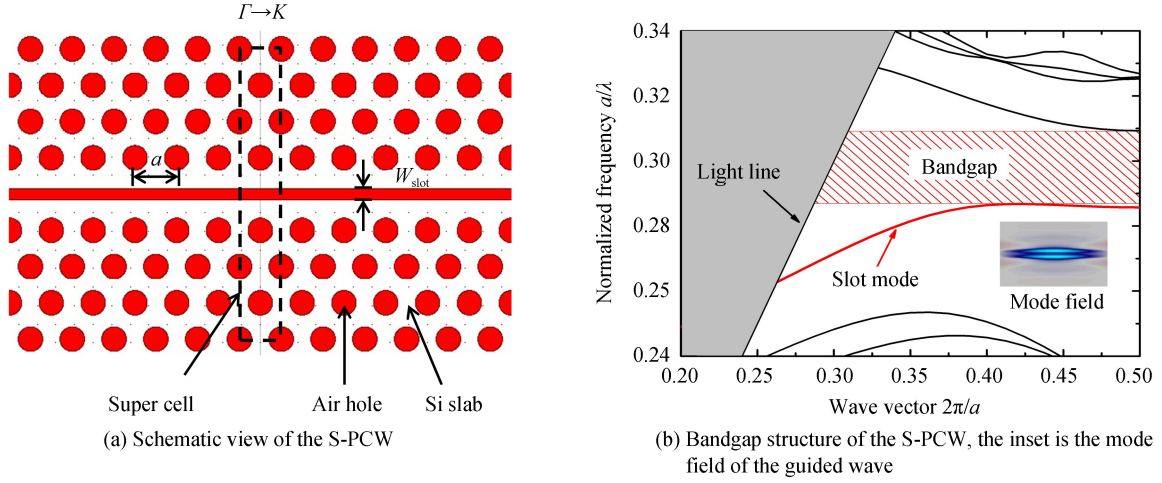 Γ→K
a
Wslot
Super cell
Air hole
Si slab
(a) Schematic view of the S-PCW
0.34
0.32
0.30
0.28
0.25
0.24
Normalized frequency a/λ
Light line
Bandgap
Slot mode
Mode field
0.20
0.25
0.30
0.35
0.40
0.45
0.50
Wave vector 2π/a
(b) Bandgap structure of the S-PCW, the inset is the mode
field of the guided wave